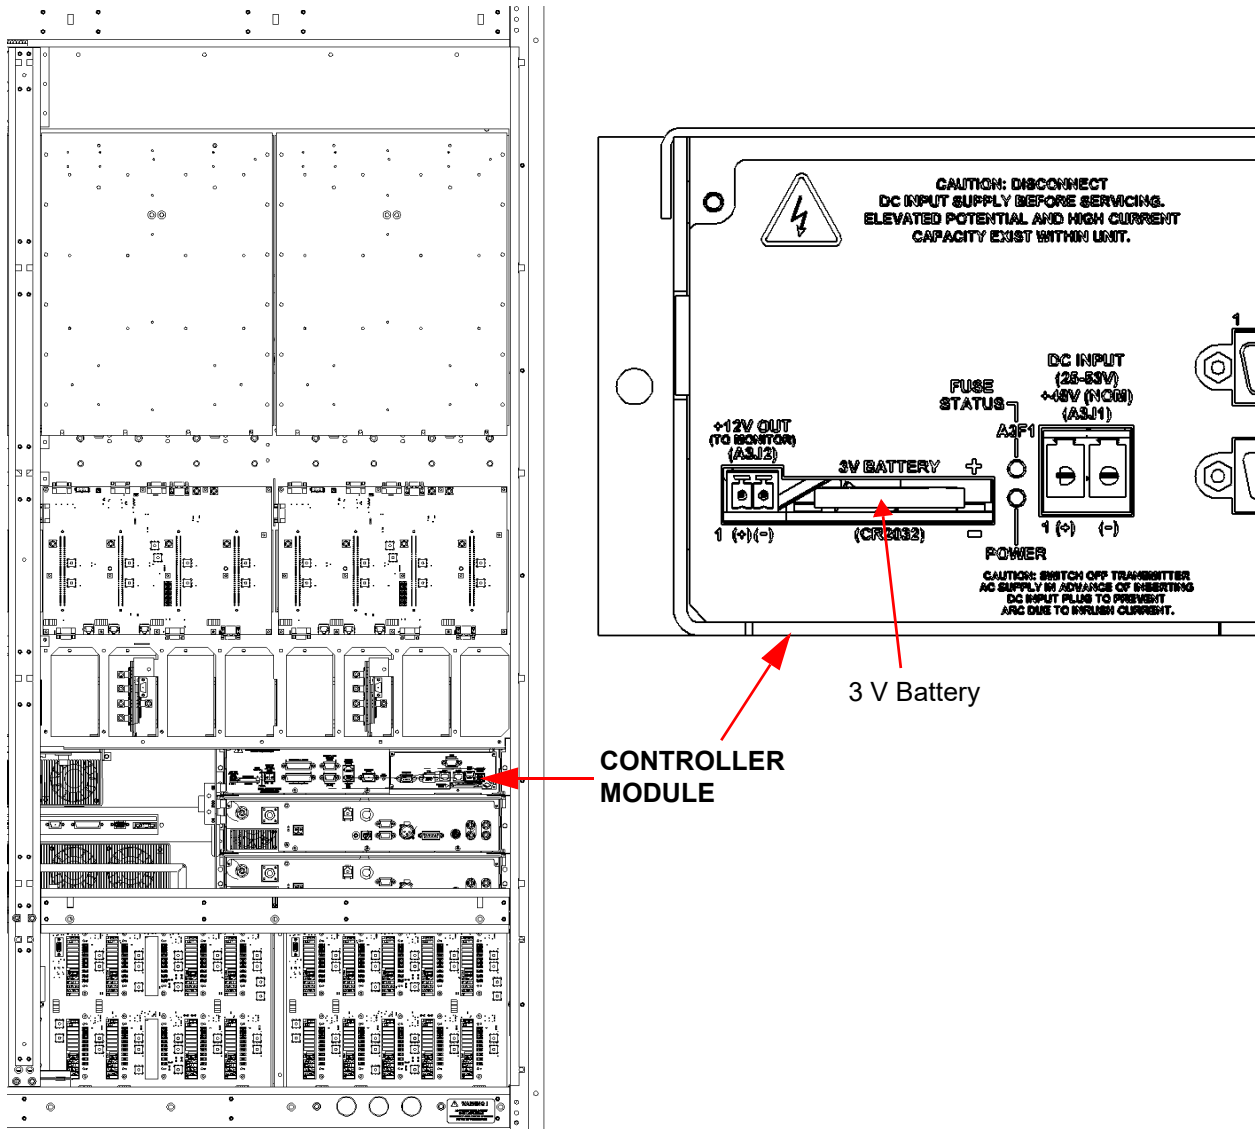 CAUTION: DISCONNECT
DC INPUT SUPPLY BEFORE SERVICING.
ELEVATED POTENTIAL AND HIGH CURRENT
CAPACITY EXIST WITHIN UNIT.
1
DC INPUT
(25-53V)
+48V (NOM)
(A3J1)
FUSE
STATUS
A3F1
+12V OUT
(TO MONITOR)
(A3J2)
3V BATTERY
+
1 (+)(-)
(CR2032)
-
1 (+) (-)
POWER
CAUTION: SWITCH OFF TRANSMITTER
AC SUPPLY IN ADVANCE OF INSERTING
DC INPUT PLUG TO PREVENT
ARC DUE TO INRUSH CURRENT.
3 V Battery
CONTROLLER
MODULE
WARNING !